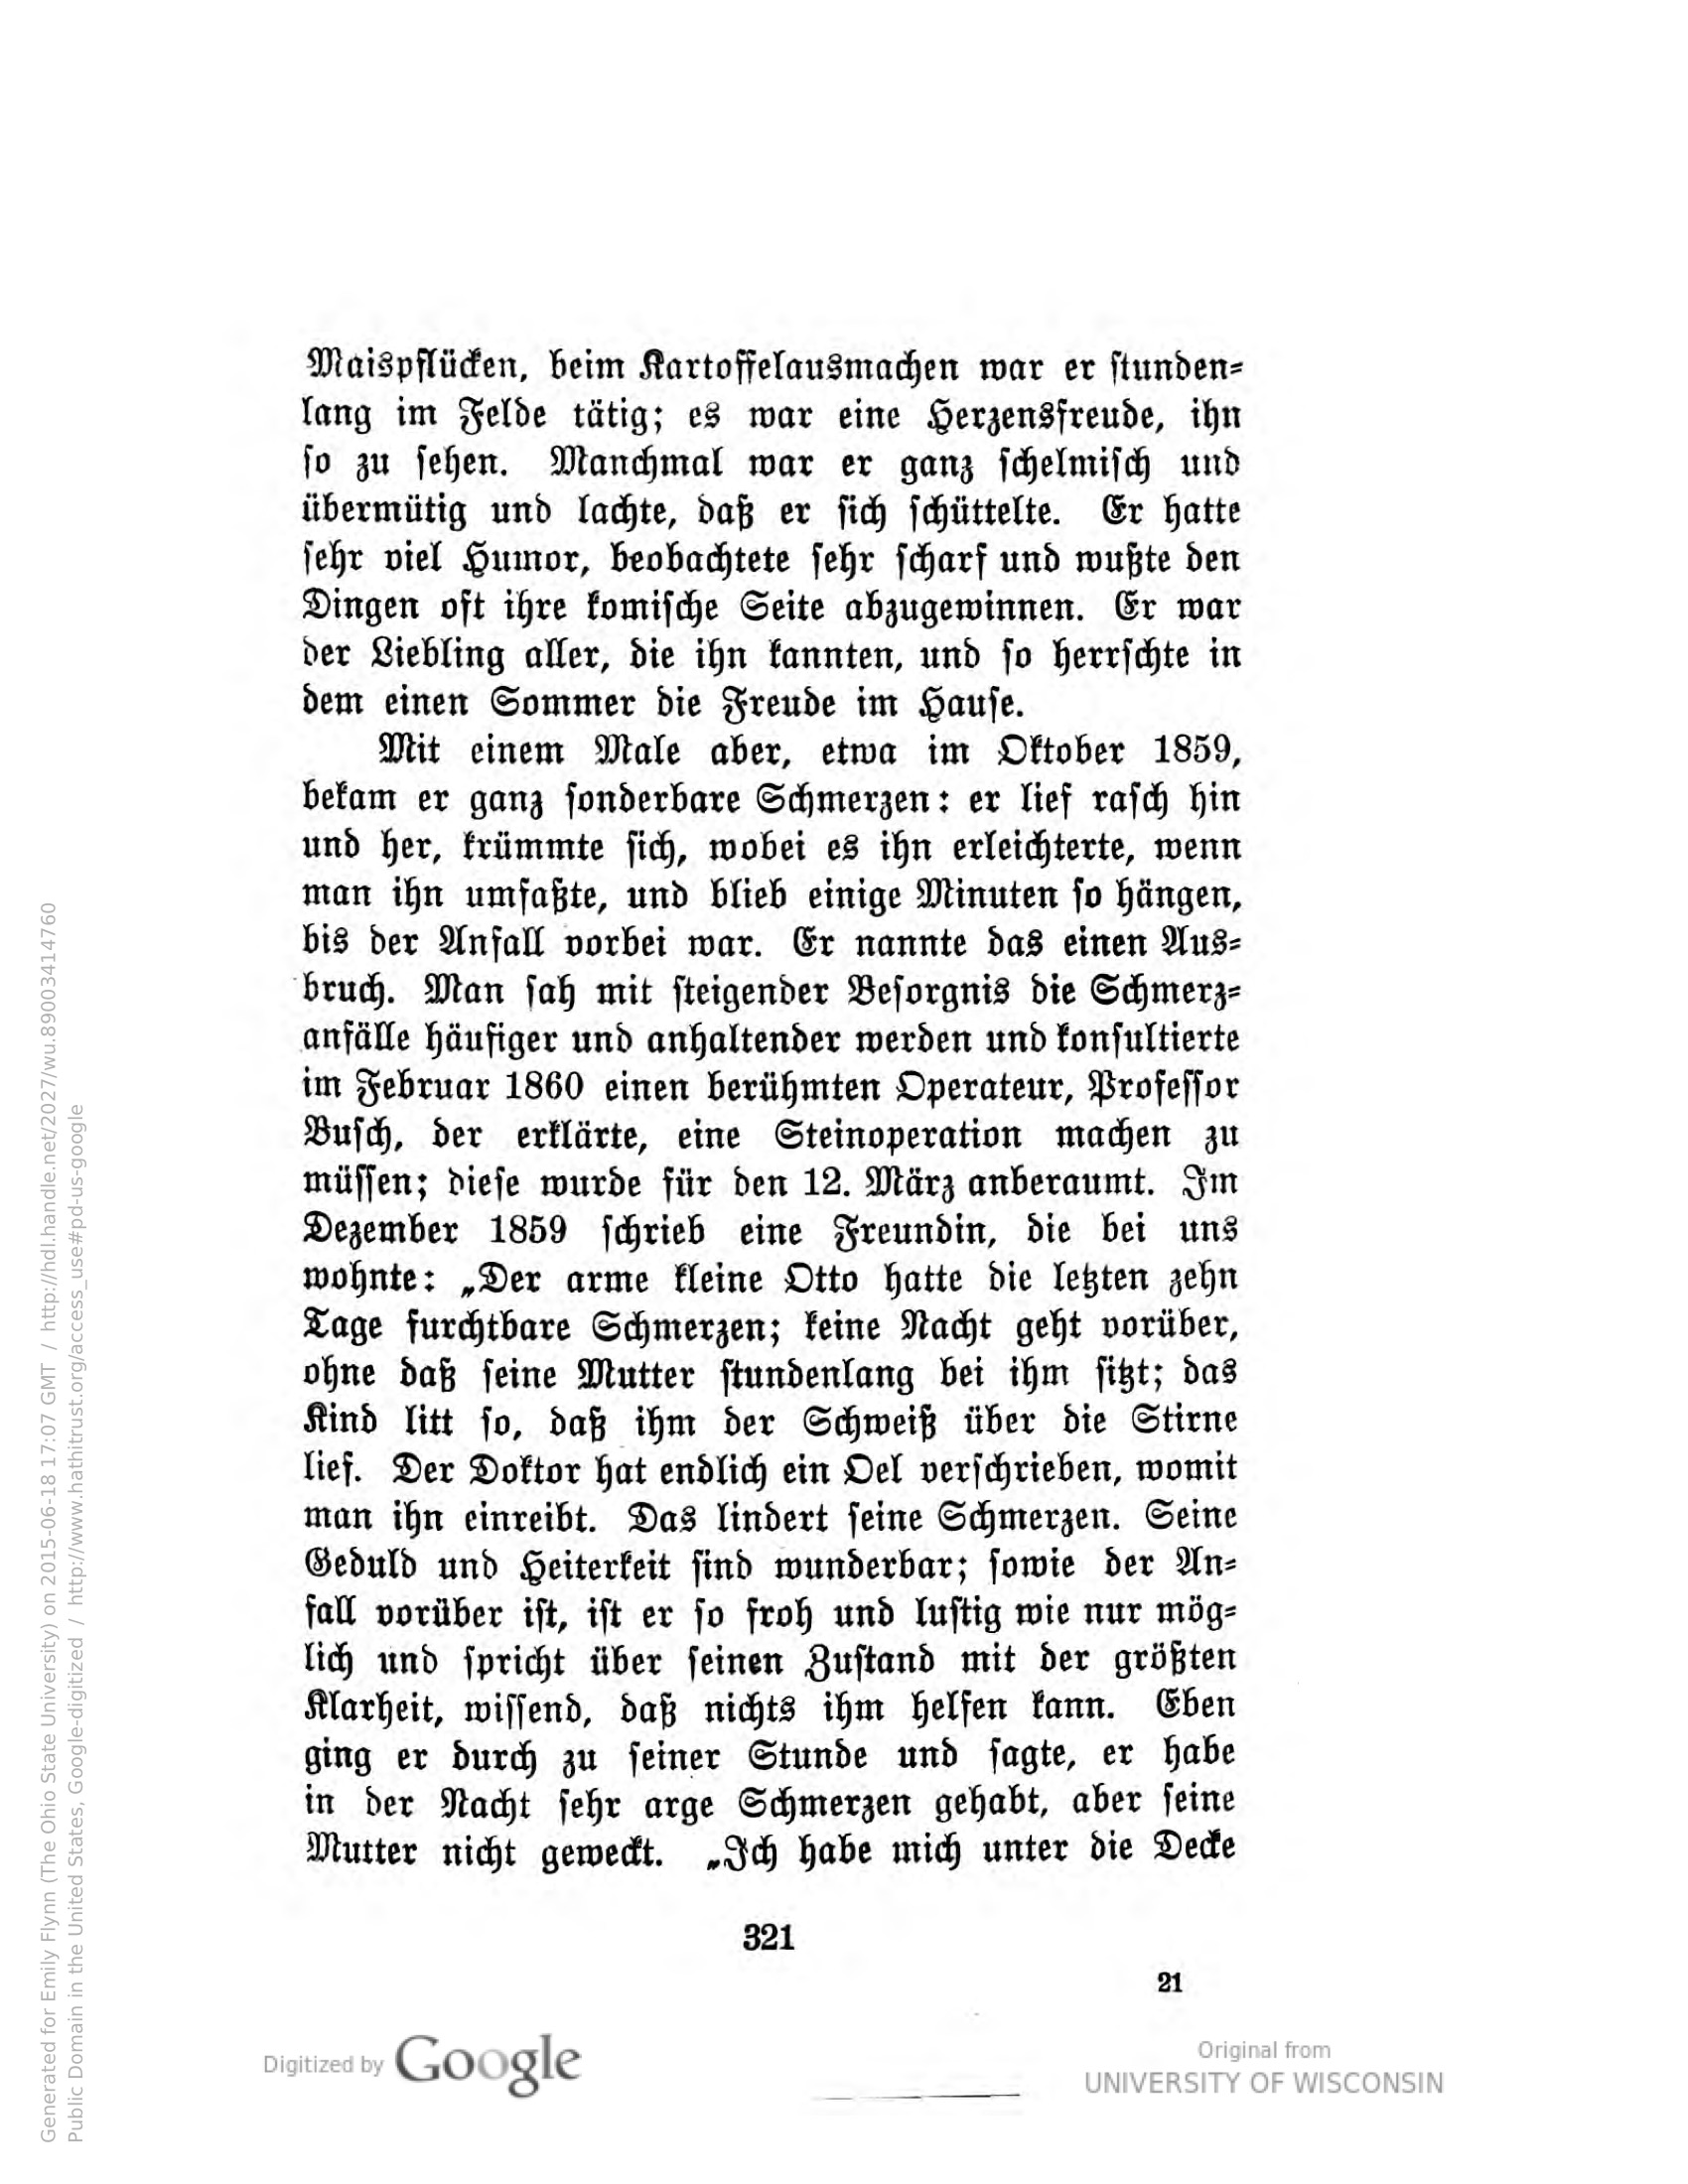 Maispflücken, beim Kartoffelausmachen war er stunden=
lang im Felde tätig; es war eine Herzensfreude, ihn
so zu sehen. Manchmal war er ganz schelmisch und
übermütig und lachte, daß er sich schüttelte. Er hatte
sehr viel Humor, beobachtete sehr scharf und wußte den
Dingen oft ihre komische Seite abzugewinnen. Er war
der Liebling aller, die ihn kannten, und so herrschte in
dem einen Sommer die Freude im Hause.
Mit einem Male aber, etwa im Oktober 1859,
bekam er ganz sonderbare Schmerzen: er lief rasch hin
und her, krümmte sich, wobei es ihn erleichterte, wenn
man ihn umfaßte, und blieb einige Minuten so hängen,
bis der Anfall vorbei war. Er nannte das einen Aus=
bruch. Man sah mit steigender Besorgnis die Schmerz=
anfälle häufiger und anhaltender werden und konsultierte
im Februar 1860 einen berühmten Operateur, Professor
Busch, der erklärte, eine Steinoperation machen zu
müssen; diese wurde für den 12. März anberaumt. Im
Dezember 1859 schrieb eine Freundin, die bei uns
wohnte: „Der arme kleine Otto hatte die letzten zehn
Tage furchtbare Schmerzen; keine Nacht geht vorüber,
ohne daß seine Mutter stundenlang bei ihm sitzt; das
Kind litt so, daß ihm der Schweiß über die Stirne
lief. Der Doktor hat endlich ein Oel verschrieben, womit
man ihn einreibt. Das lindert seine Schmerzen. Seine
Geduld und Heiterkeit sind wunderbar; sowie der An=
fall vorüber ist, ist er so froh und lustig wie nur mög=
lich und spricht über seinen Zustand mit der größten
Klarheit, wissend, daß nichts ihm helfen kann. Eben
ging er durch zu seiner Stunde und sagte, er habe
in der Nacht sehr arge Schmerzen gehabt, aber seine
Mutter nicht geweckt. „Ich habe mich unter die Decke
321
21
Digitized by Google
Original from
UNIVERSITY OF WISCONSIN
Generated for Emily Flynn (The Ohio State University) on 2015-06-18 17:07 GMT / http://hdl.handle.net/2027/wu.89003414760
Public Domain in the United States, Google-digitized / http://www.hathitrust.org/access_use#pd-us-google